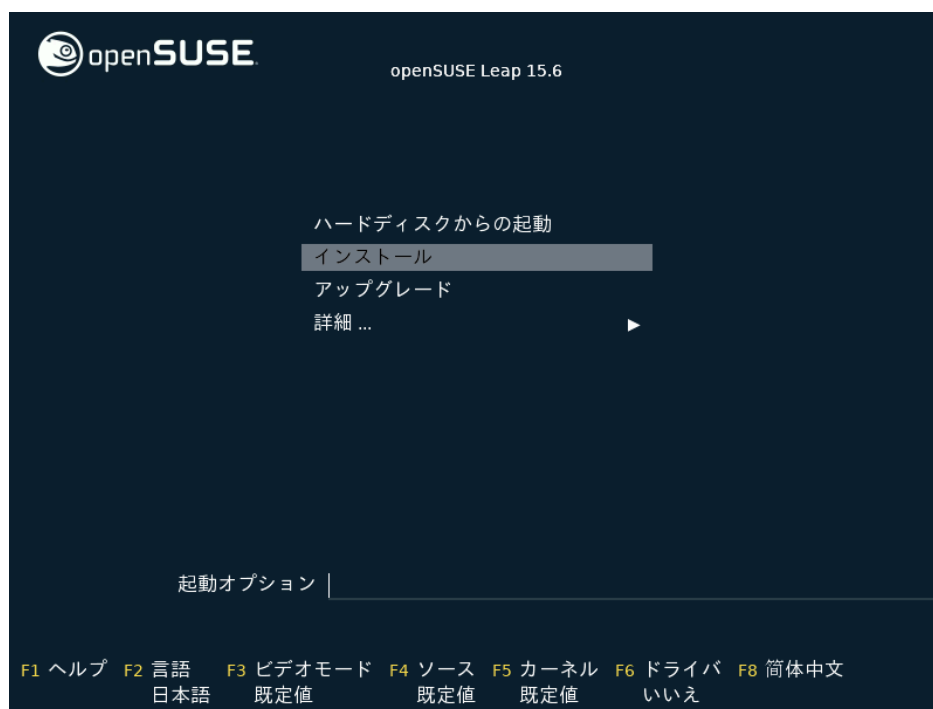 openSUSE.
openSUSE Leap 15.6
ハードディスクからの起動
インストール
アップグレード
詳細 ...
起動オプション
F1 ヘルプ F2 言語 F3 ビデオモード F4 ソース F5 カーネル F6 ドライバ F8 简体中文
日本語 既定値 既定値 既定値 いいえ